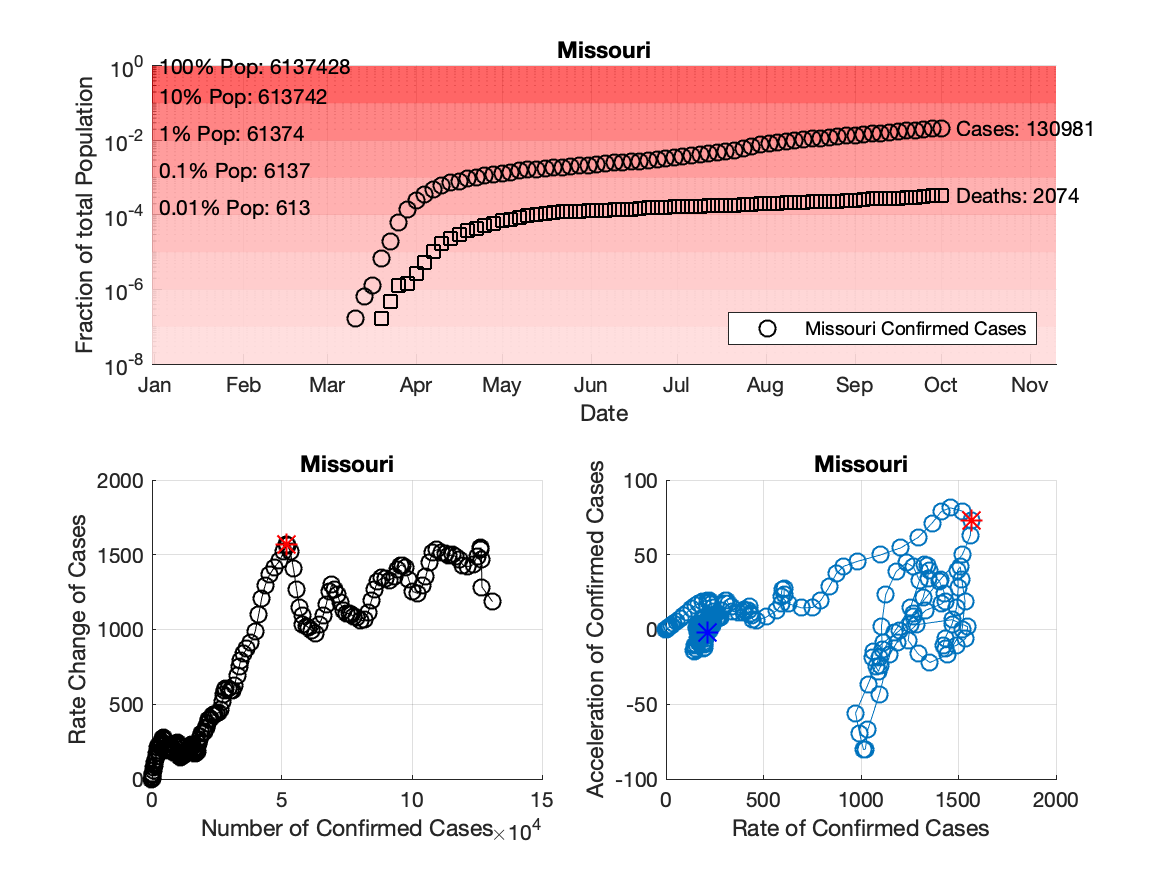 Missouri
10^0
10^-2
10^-4
10^-6
10^-8
Fraction of total Population
100% Pop: 6137428
10% Pop: 613742
1% Pop: 61374
0.1% Pop: 6137
0.01% Pop: 613
Cases: 130981
Deaths: 2074
Missouri Confirmed Cases
Jan Feb Mar Apr May Jun Jul Aug Sep Oct Nov
Date
Missouri
2000
1500
1000
500
0
Rate Change of Cases
0 5 10 15
Number of Confirmed Cases ×10^4
Missouri
100
50
0
-50
-100
Acceleration of Confirmed Cases
0 500 1000 1500 2000
Rate of Confirmed Cases